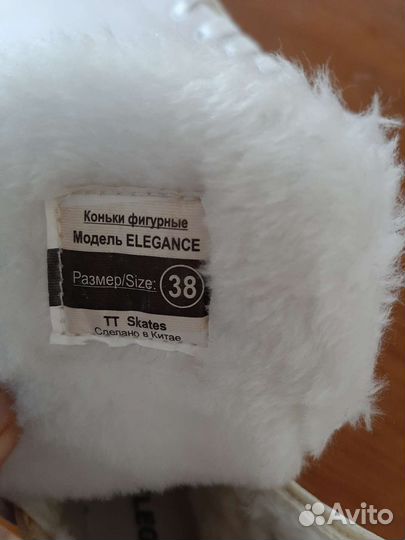 Коньки фигурные
Модель ELEGANCE
Размер/Size: 38
TT Skates
Сделано в Китае
Avito